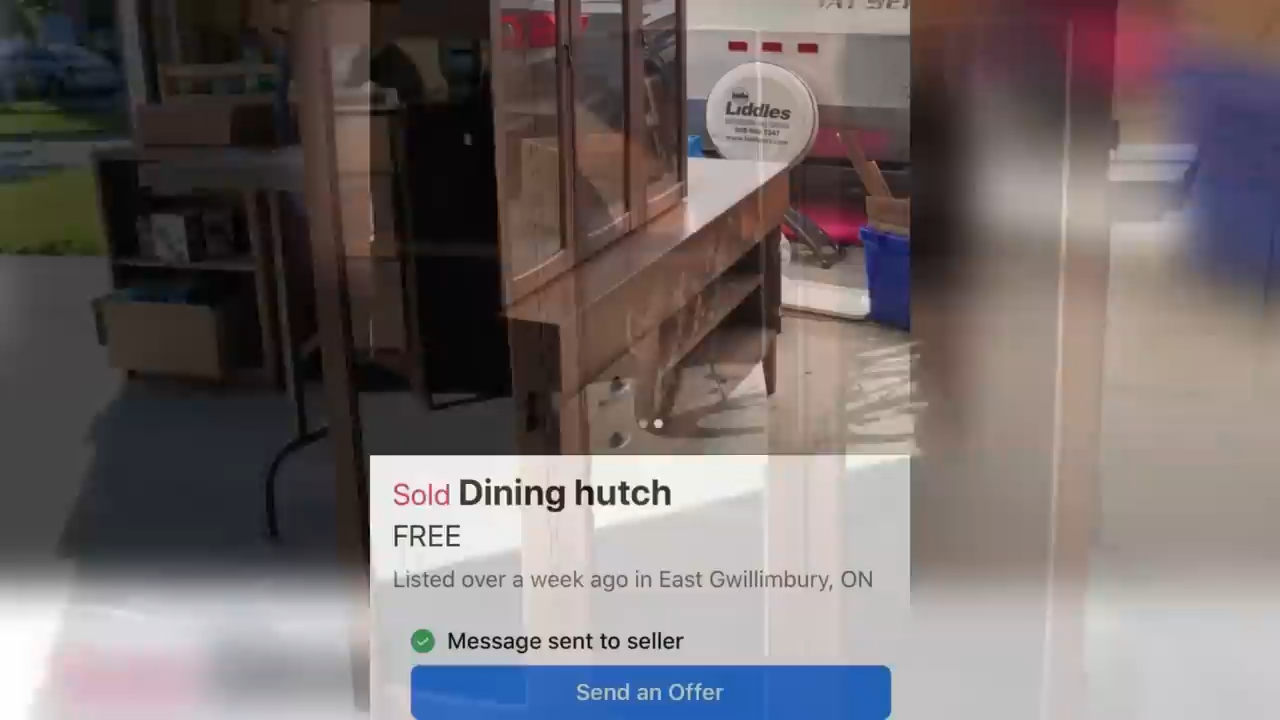 Liddles
Sold Dining hutch
FREE
Listed over a week ago in East Gwillimbury, ON
Message sent to seller
Send an Offer